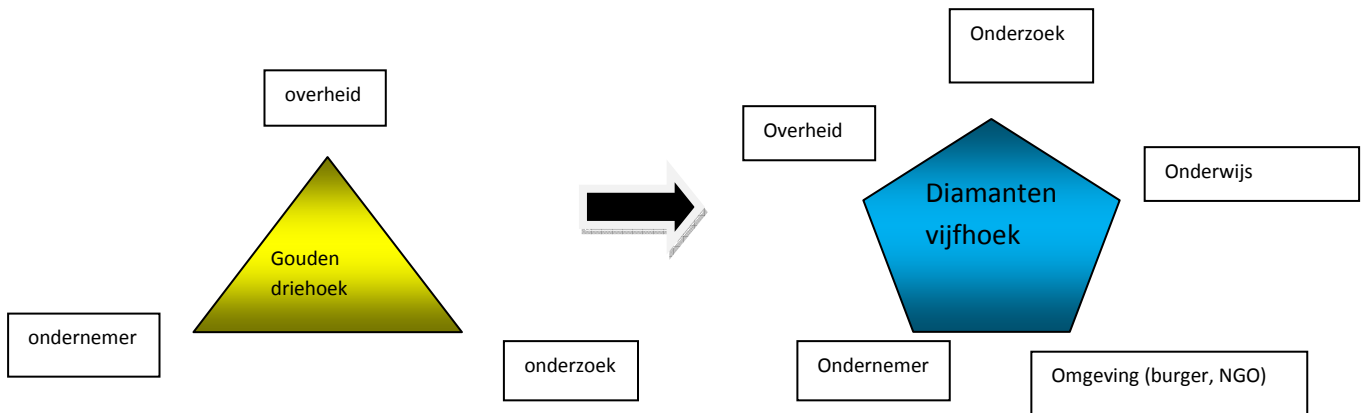 overheid
Gouden
driehoek
ondernemer
onderzoek
Onderzoek
Overheid
Onderwijs
Diamanten
vijfhoek
Ondernemer
Omgeving (burger, NGO)